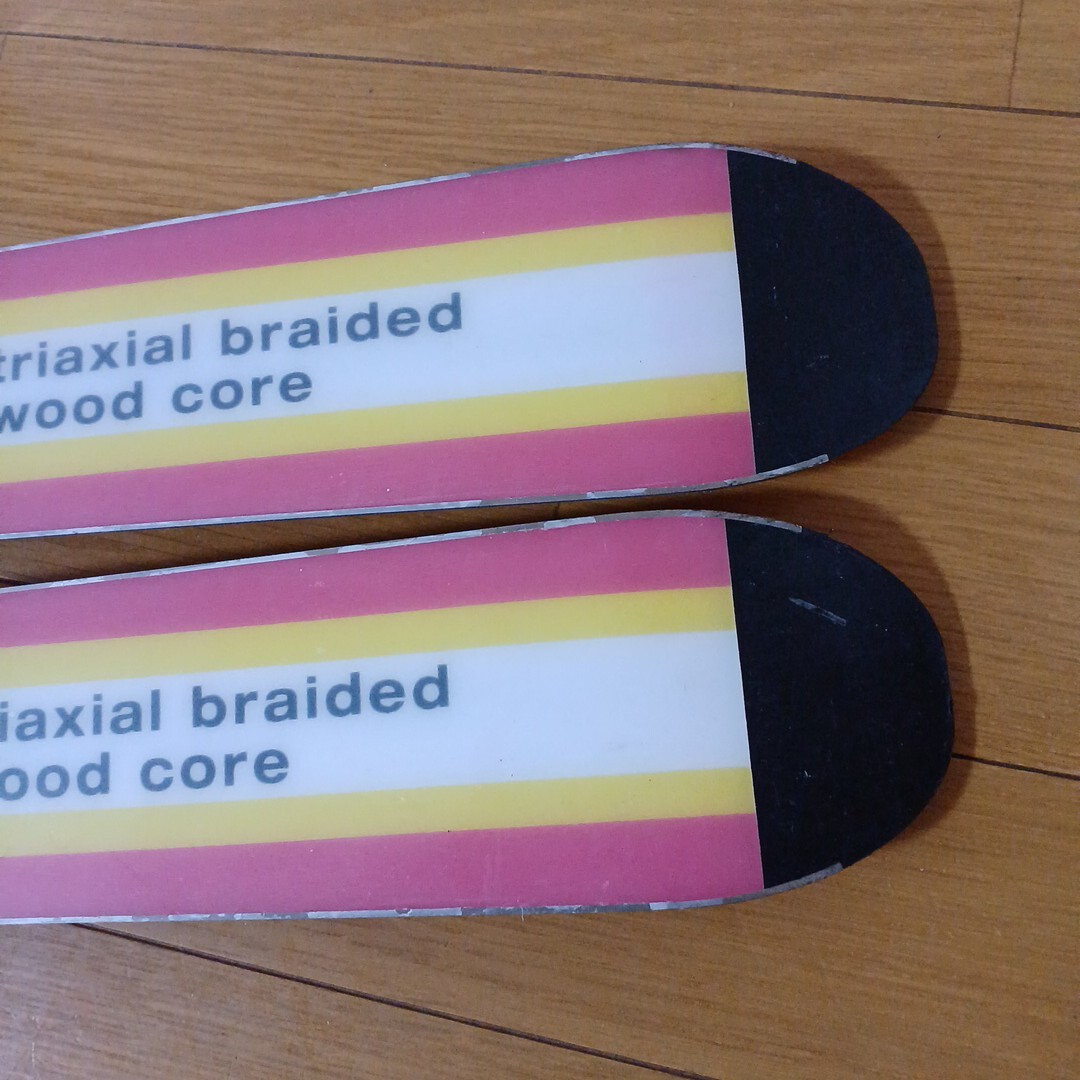 triaxial braided
wood core
iaxial braided
ood core